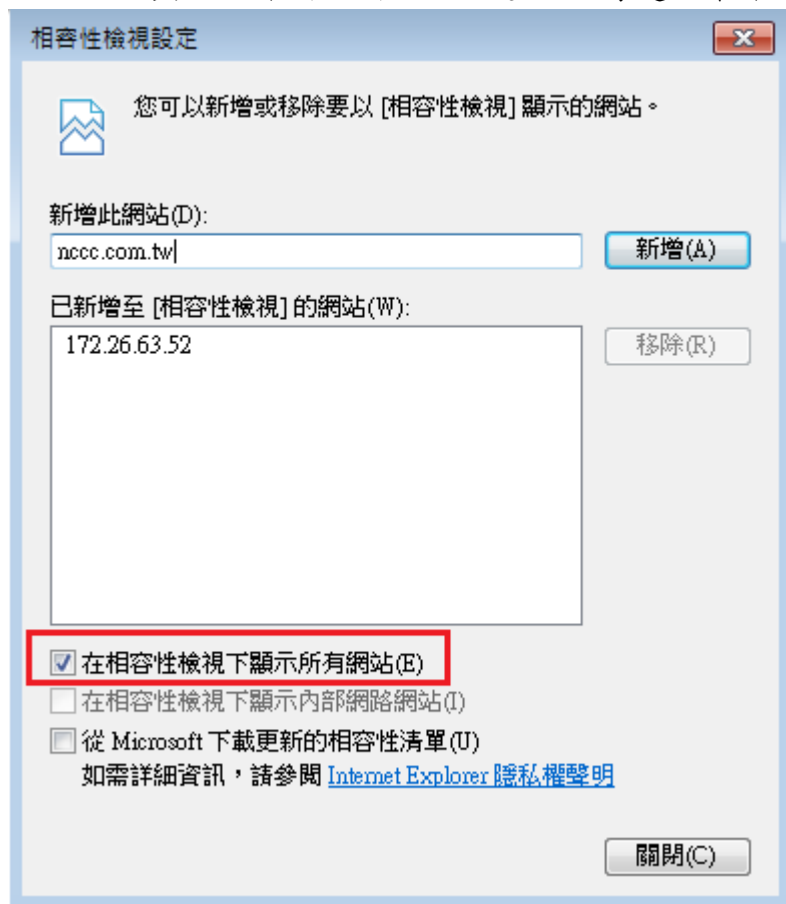 相容性檢視設定
您可以新增或移除要以 [相容性檢視] 顯示的網站。
新增此網站(D):
nccc.com.tw
新增(A)
已新增至 [相容性檢視] 的網站(W):
172.26.63.52
移除(R)
在相容性檢視下顯示所有網站(E)
在相容性檢視下顯示內部網路網站(I)
從 Microsoft 下載更新的相容性清單(U)
如需詳細資訊，請參閱 Internet Explorer 隱私權聲明
關閉(C)